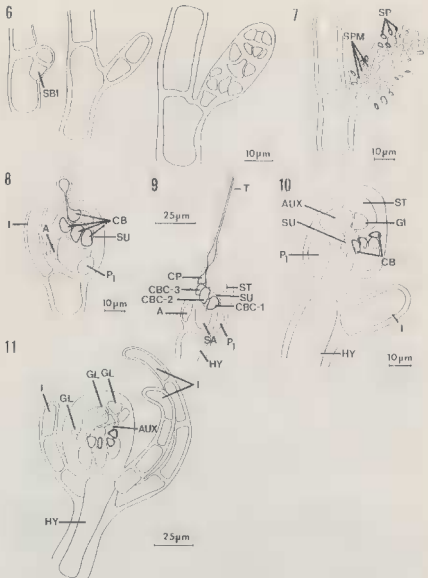 6
SBI
10µm
7
SP
SPM
10µm
8
I
A
CB
SU
P1
10µm
9
25µm
T
CP
CBC-3
CBC-2
A
ST
SU
CBC-1
SA
P1
HY
10
AUX
SU
P1
ST
GI
CB
I
HY
10µm
11
I
GL
GL
GL
I
AUX
HY
25µm